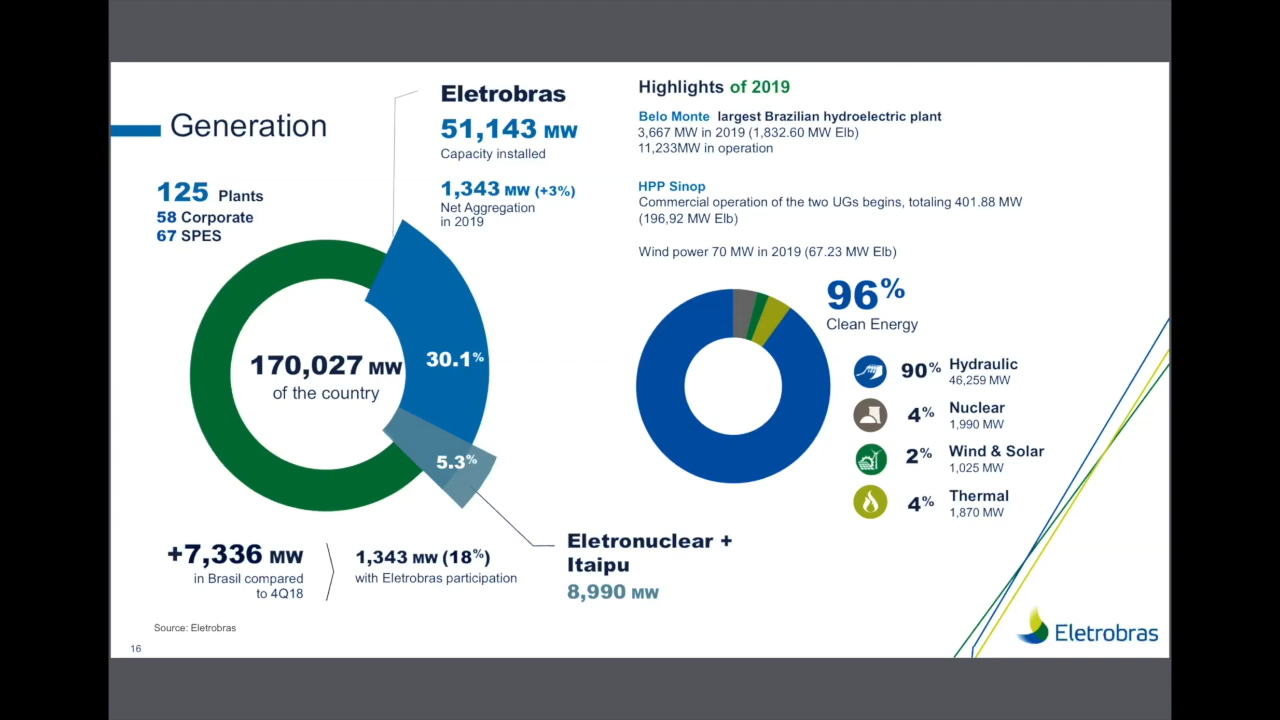 Generation
125 Plants
58 Corporate
67 SPES
Eletrobras
51,143 MW
Capacity installed
1,343 MW (+3%)
Net Aggregation
in 2019
170,027 MW
of the country
30.1%
5.3%
Eletronuclear +
Itaipu
8,990 MW
+7,336 MW
in Brasil compared
to 4Q18
1,343 MW (18%)
with Eletrobras participation
Highlights of 2019
Belo Monte largest Brazilian hydroelectric plant
3,667 MW in 2019 (1,832.60 MW Elb)
11,233MW in operation
HPP Sinop
Commercial operation of the two UGs begins, totaling 401.88 MW
(196,92 MW Elb)
Wind power 70 MW in 2019 (67.23 MW Elb)
96%
Clean Energy
90% Hydraulic
46,259 MW
4% Nuclear
1,990 MW
2% Wind & Solar
1,025 MW
4% Thermal
1,870 MW
Source: Eletrobras
16
Eletrobras